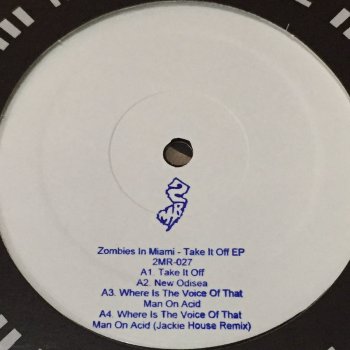 2
MR
Zombies In Miami - Take It Off EP
2MR-027
A1. Take It Off
A2. New Odisea
A3. Where Is The Voice Of That
Man On Acid
A4. Where Is The Voice Of That
Man On Acid (Jackie House Remix)